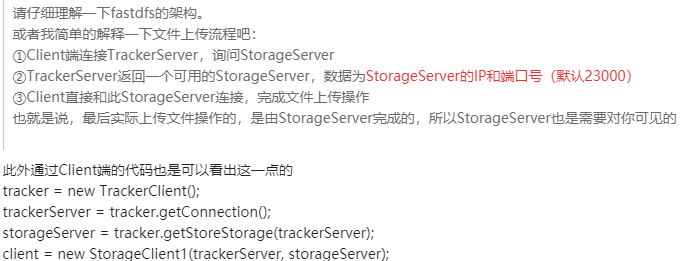 请仔细理解一下fastdfs的架构。
或者我简单的解释一下文件上传流程吧：
①Client端连接TrackerServer，询问StorageServer
②TrackerServer返回一个可用的StorageServer，数据为StorageServer的IP和端口号（默认23000）
③Client直接和此StorageServer连接，完成文件上传操作
也就是说，最后实际上传文件操作的，是由StorageServer完成的，所以StorageServer也是需要对你可见的
此外通过Client端的代码也是可以看出这一点的
tracker = new TrackerClient();
trackerServer = tracker.getConnection();
storageServer = tracker.getStoreStorage(trackerServer);
client = new StorageClient1(trackerServer, storageServer);